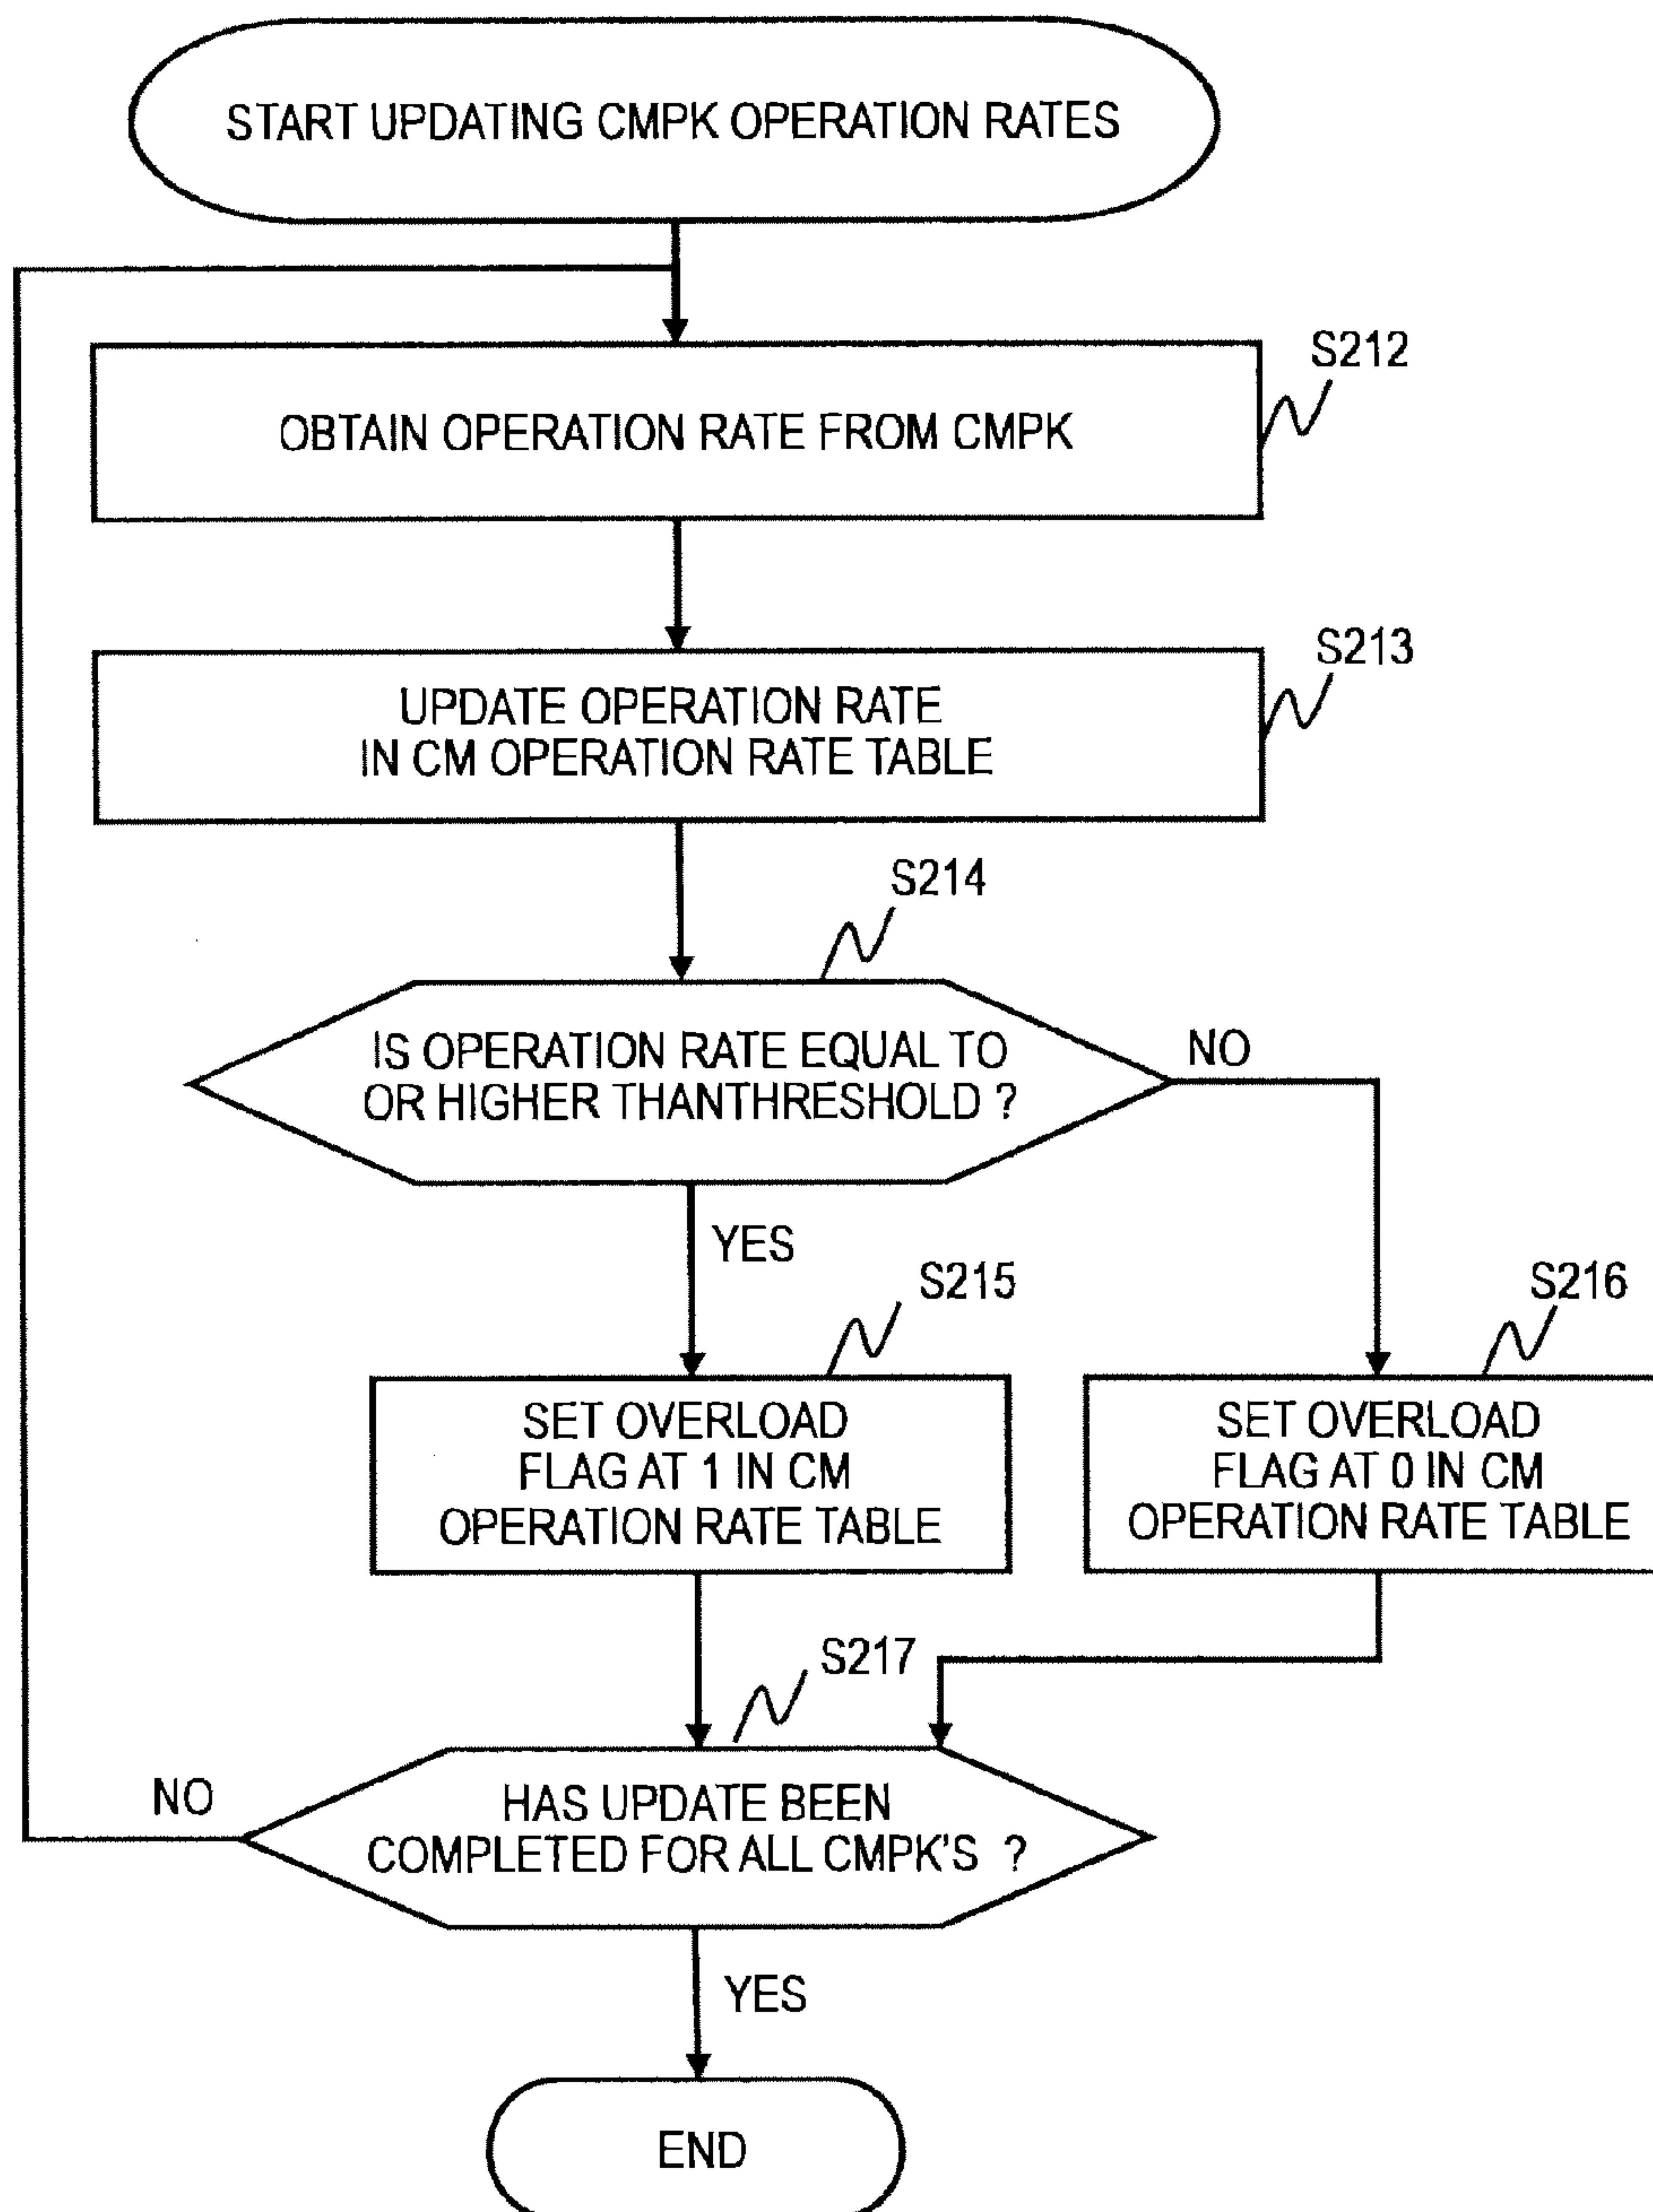 START UPDATING CMPK OPERATION RATES
S212
OBTAIN OPERATION RATE FROM CMPK
S213
UPDATE OPERATION RATE
IN CM OPERATION RATE TABLE
S214
IS OPERATION RATE EQUAL TO
OR HIGHER THANTHRESHOLD ?
NO
YES
S215
SET OVERLOAD
FLAG AT 1 IN CM
OPERATION RATE TABLE
S216
SET OVERLOAD
FLAG AT 0 IN CM
OPERATION RATE TABLE
S217
HAS UPDATE BEEN
COMPLETED FOR ALL CMPK'S ?
NO
YES
END